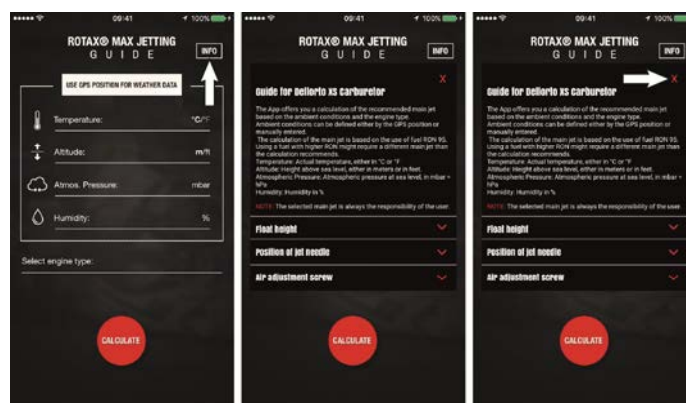 09:41
100%
ROTAX® MAX JETTING
GUIDE
INFO
USE GPS POSITION FOR WEATHER DATA
Temperature: °C/°F
Altitude: m/ft
Atmos. Pressure: mbar
Humidity: %
Select engine type:
CALCULATE
09:41
100%
ROTAX® MAX JETTING
GUIDE
INFO
X
Guide for Dellorto XS Carburetor
The App offers you a calculation of the recommended main jet
based on the ambient conditions and the engine type.
Ambient conditions can be defined either by the GPS position or
manually entered.
The calculation of the main jet is based on the use of fuel RON 95.
Using a fuel with higher RON might require a different main jet than
the calculation recommends.
Temperature: Actual temperature, either in °C or °F
Altitude: Height above sea level, either in meters or in feet.
Atmospheric Pressure: Atmospheric pressure at sea level, in mbar =
hPa
Humidity: Humidity in %
NOTE: The selected main jet is always the responsibility of the user.
Float height
Position of jet needle
Air adjustment screw
CALCULATE
09:41
100%
ROTAX® MAX JETTING
GUIDE
INFO
X
Guide for Dellorto XS Carburetor
The App offers you a calculation of the recommended main jet
based on the ambient conditions and the engine type.
Ambient conditions can be defined either by the GPS position or
manually entered.
The calculation of the main jet is based on the use of fuel RON 95.
Using a fuel with higher RON might require a different main jet than
the calculation recommends.
Temperature: Actual temperature, either in °C or °F
Altitude: Height above sea level, either in meters or in feet.
Atmospheric Pressure: Atmospheric pressure at sea level, in mbar =
hPa
Humidity: Humidity in %
NOTE: The selected main jet is always the responsibility of the user.
Float height
Position of jet needle
Air adjustment screw
CALCULATE